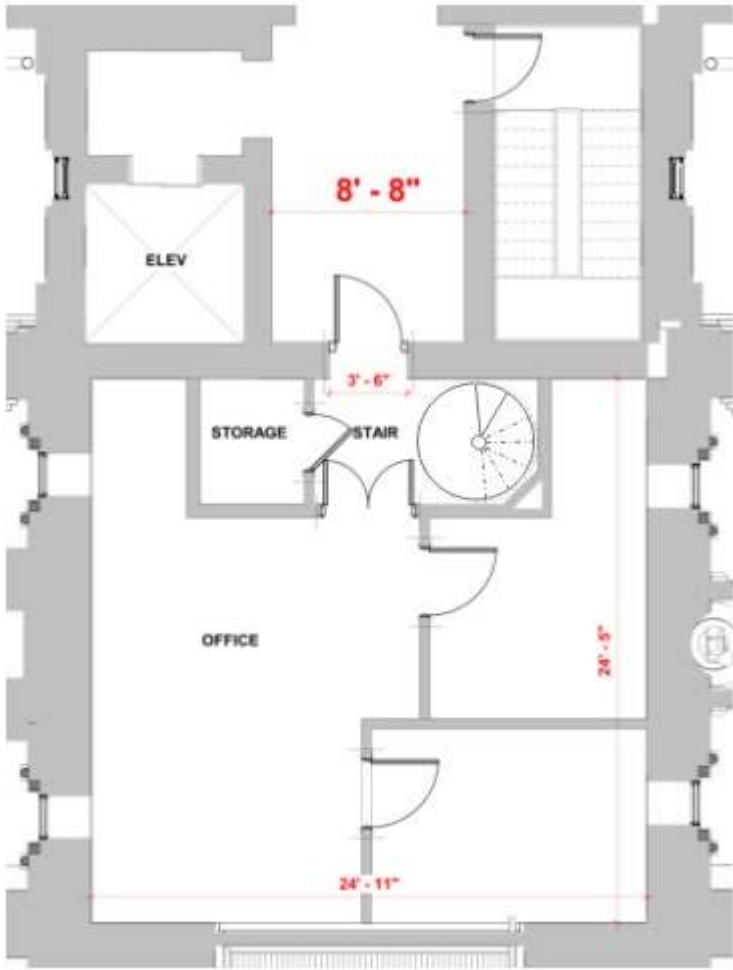 8' - 8"
ELEV
3' - 6"
STORAGE
STAIR
OFFICE
24' - 5"
24' - 11"